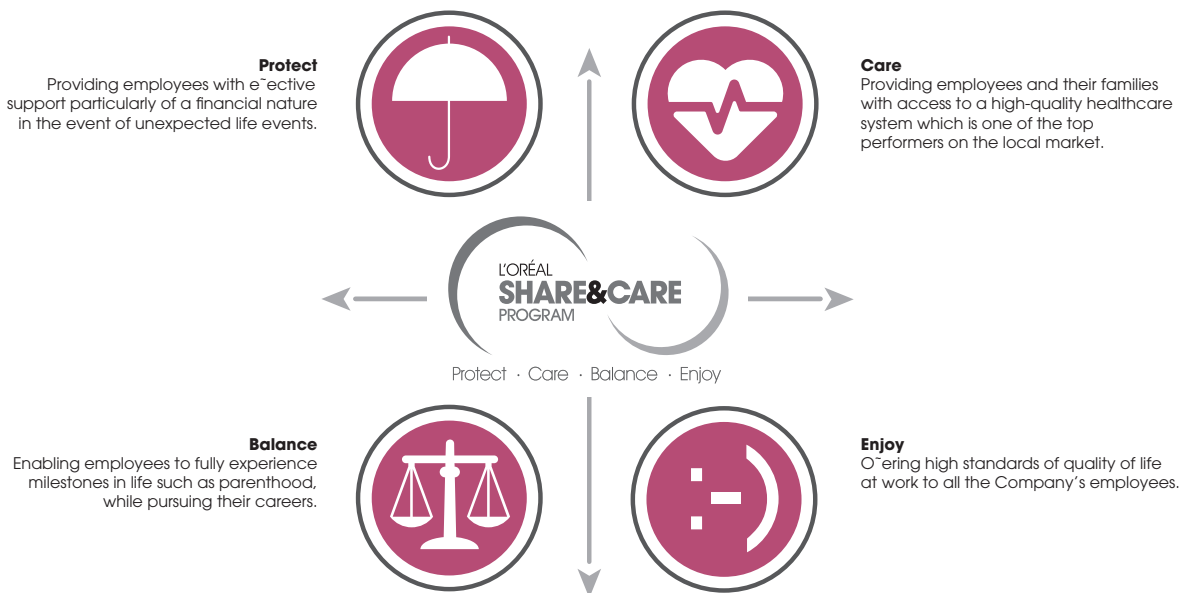 Protect
Providing employees with e˜ective
support particularly of a financial nature
in the event of unexpected life events.
Care
Providing employees and their families
with access to a high-quality healthcare
system which is one of the top
performers on the local market.
L'ORÉAL
SHARE&CARE
PROGRAM
Protect · Care · Balance · Enjoy
Balance
Enabling employees to fully experience
milestones in life such as parenthood,
while pursuing their careers.
Enjoy
O˜ering high standards of quality of life
at work to all the Company’s employees.